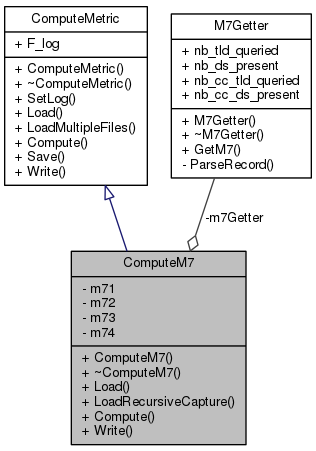 ComputeMetric
+ F_log
+ ComputeMetric()
+ ~ComputeMetric()
+ SetLog()
+ Load()
+ LoadMultipleFiles()
+ Compute()
+ Save()
+ Write()
M7Getter
+ nb_tld_queried
+ nb_ds_present
+ nb_cc_tld_queried
+ nb_cc_ds_present
+ M7Getter()
+ ~M7Getter()
+ GetM7()
- ParseRecord()
-m7Getter
ComputeM7
- m71
- m72
- m73
- m74
+ ComputeM7()
+ ~ComputeM7()
+ Load()
+ LoadRecursiveCapture()
+ Compute()
+ Write()